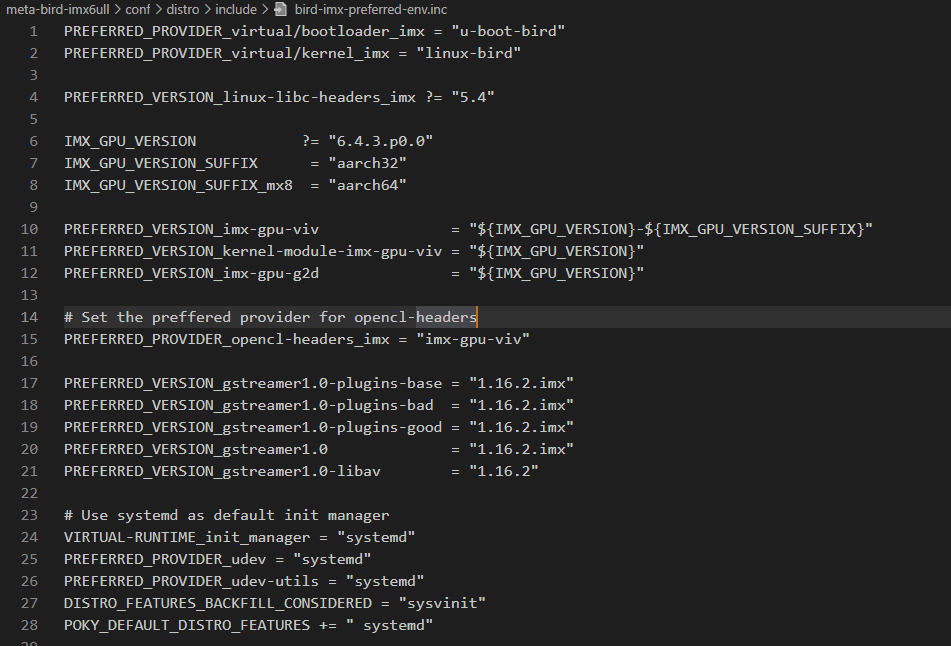 meta-bird-imx6ull > conf > distro > include > bird-imx-preferred-env.inc
1 PREFERRED_PROVIDER_virtual/bootloader_imx = "u-boot-bird"
2 PREFERRED_PROVIDER_virtual/kernel_imx = "linux-bird"
3
4 PREFERRED_VERSION_linux-libc-headers_imx ?= "5.4"
5
6 IMX_GPU_VERSION ?= "6.4.3.p0.0"
7 IMX_GPU_VERSION_SUFFIX = "aarch32"
8 IMX_GPU_VERSION_SUFFIX_mx8 = "aarch64"
9
10 PREFERRED_VERSION_imx-gpu-viv = "${IMX_GPU_VERSION}-${IMX_GPU_VERSION_SUFFIX}"
11 PREFERRED_VERSION_kernel-module-imx-gpu-viv = "${IMX_GPU_VERSION}"
12 PREFERRED_VERSION_imx-gpu-g2d = "${IMX_GPU_VERSION}"
13
14 # Set the preffered provider for opencl-headers
15 PREFERRED_PROVIDER_opencl-headers_imx = "imx-gpu-viv"
16
17 PREFERRED_VERSION_gstreamer1.0-plugins-base = "1.16.2.imx"
18 PREFERRED_VERSION_gstreamer1.0-plugins-bad = "1.16.2.imx"
19 PREFERRED_VERSION_gstreamer1.0-plugins-good = "1.16.2.imx"
20 PREFERRED_VERSION_gstreamer1.0 = "1.16.2.imx"
21 PREFERRED_VERSION_gstreamer1.0-libav = "1.16.2"
22
23 # Use systemd as default init manager
24 VIRTUAL-RUNTIME_init_manager = "systemd"
25 PREFERRED_PROVIDER_udev = "systemd"
26 PREFERRED_PROVIDER_udev-utils = "systemd"
27 DISTRO_FEATURES_BACKFILL_CONSIDERED = "sysvinit"
28 POKY_DEFAULT_DISTRO_FEATURES += " systemd"
29